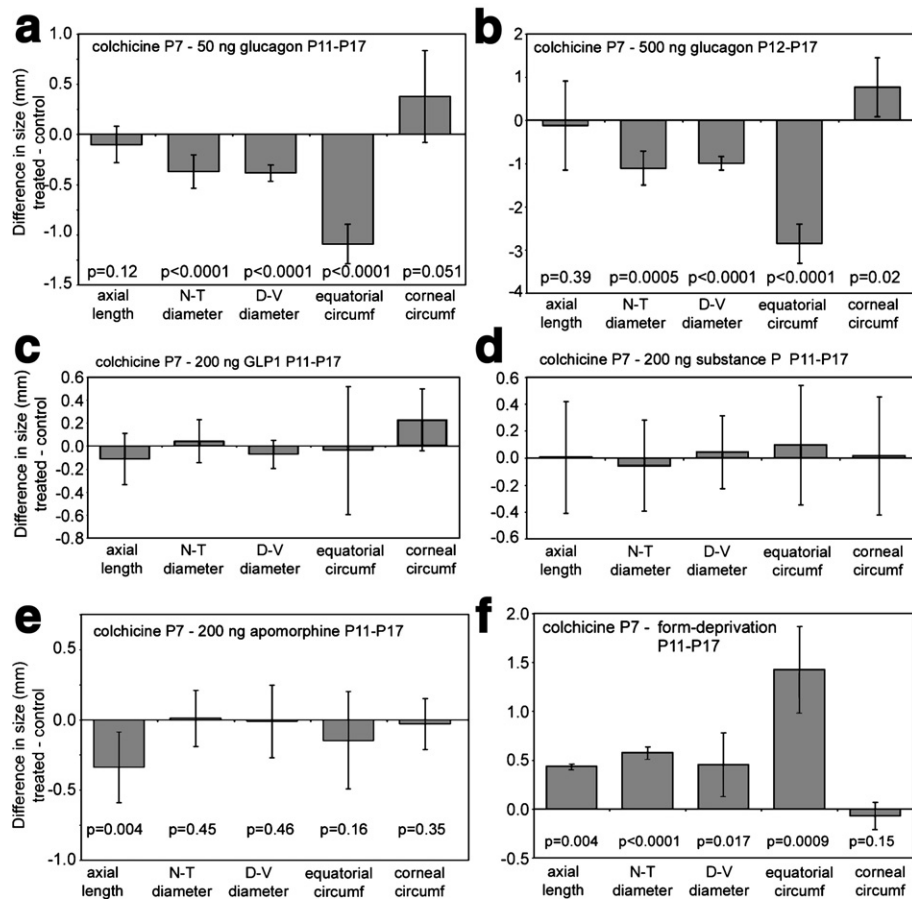 a
colchicine P7 - 50 ng glucagon P11-P17
Difference in size (mm)
treated - control
1.0
0.5
0.0
-0.5
-1.0
-1.5
p=0.12 p<0.0001 p<0.0001 p<0.0001 p=0.051
axial length
N-T diameter
D-V diameter
equatorial circumf
corneal circumf
b
colchicine P7 - 500 ng glucagon P12-P17
2
1
0
-1
-2
-3
-4
p=0.39 p=0.0005 p<0.0001 p<0.0001 p=0.02
axial length
N-T diameter
D-V diameter
equatorial circumf
corneal circumf
c
colchicine P7 - 200 ng GLP1 P11-P17
Difference in size (mm)
treated - control
0.6
0.4
0.2
0.0
-0.2
-0.4
-0.6
-0.8
axial length
N-T diameter
D-V diameter
equatorial circumf
corneal circumf
d
colchicine P7 - 200 ng substance P P11-P17
0.6
0.4
0.2
0.0
-0.2
-0.4
-0.6
axial length
N-T diameter
D-V diameter
equatorial circumf
corneal circumf
e
colchicine P7 - 200 ng apomorphine P11-P17
Difference in size (mm)
treated - control
0.5
0.0
-0.5
-1.0
p=0.004 p=0.45 p=0.46 p=0.16 p=0.35
axial length
N-T diameter
D-V diameter
equatorial circumf
corneal circumf
f
colchicine P7 - form-deprivation
P11-P17
2.0
1.5
1.0
0.5
0.0
-0.5
p=0.004 p<0.0001 p=0.017 p=0.0009 p=0.15
axial length
N-T diameter
D-V diameter
equatorial circumf
corneal circumf